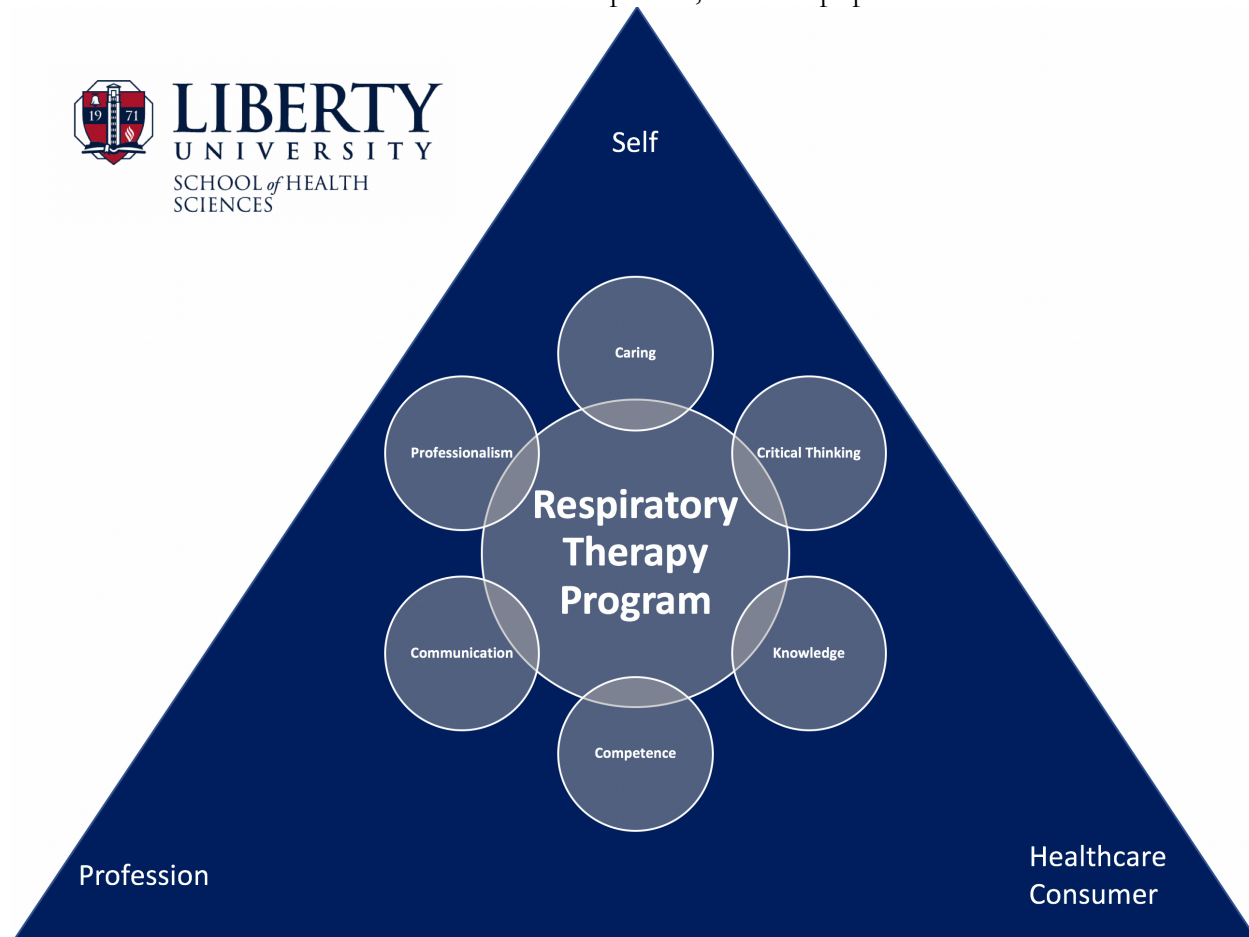 LIBERTY
UNIVERSITY
SCHOOL of HEALTH
SCIENCES
19 71
Self
Caring
Professionalism
Critical Thinking
Respiratory
Therapy
Program
Communication
Knowledge
Competence
Profession
Healthcare
Consumer